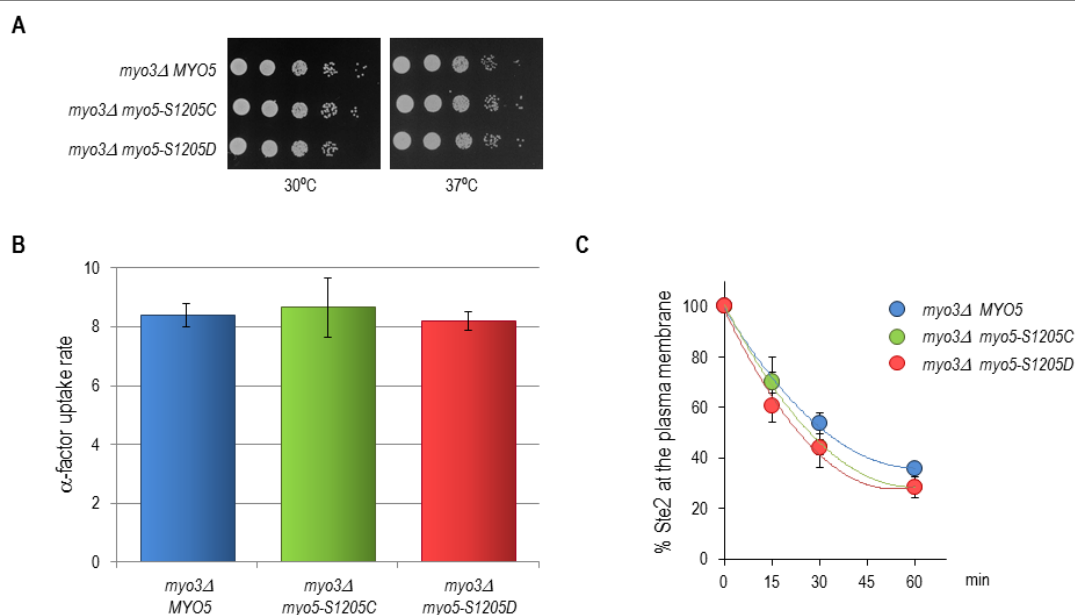 A
myo3Δ MYO5
myo3Δ myo5-S1205C
myo3Δ myo5-S1205D
30ºC 37ºC
B
α-factor uptake rate
10
8
6
4
2
0
myo3Δ
MYO5
myo3Δ
myo5-S1205C
myo3Δ
myo5-S1205D
C
% Ste2 at the plasma membrane
100
80
60
40
20
0
0 15 30 45 60 min
myo3Δ MYO5
myo3Δ myo5-S1205C
myo3Δ myo5-S1205D